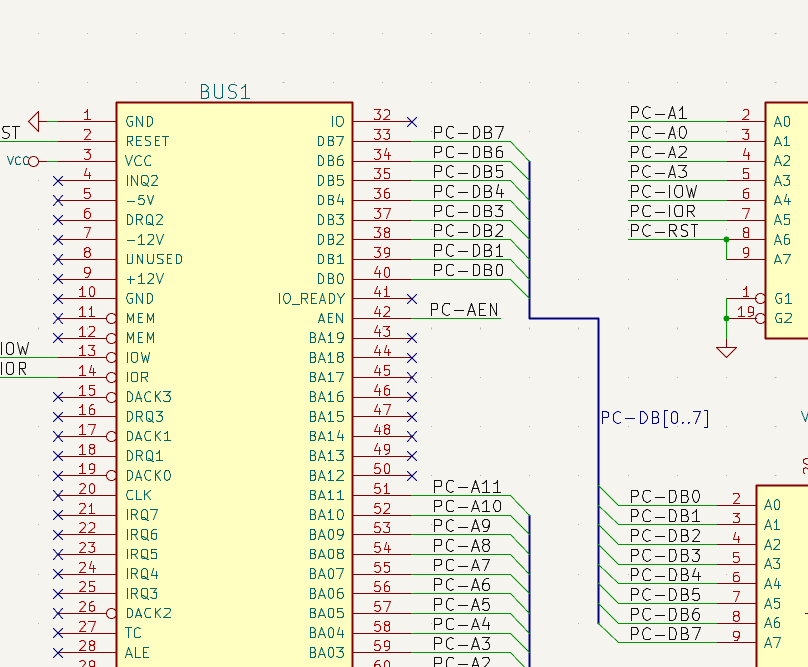 BUS1
1 GND
ST 2 RESET
VCC 3 VCC
4 INQ2
5 -5V
6 DRQ2
7 -12V
8 UNUSED
9 +12V
10 GND
11 MEM
12 MEM
IOW 13 IOW
IOR 14 IOR
15 DACK3
16 DRQ3
17 DACK1
18 DRQ1
19 DACK0
20 CLK
21 IRQ7
22 IRQ6
23 IRQ5
24 IRQ4
25 IRQ3
26 DACK2
27 TC
28 ALE
29
IO 32
DB7 33 PC-DB7
DB6 34 PC-DB6
DB5 35 PC-DB5
DB4 36 PC-DB4
DB3 37 PC-DB3
DB2 38 PC-DB2
DB1 39 PC-DB1
DB0 40 PC-DB0
IO_READY 41
AEN 42 PC-AEN
BA19 43
BA18 44
BA17 45
BA16 46
BA15 47
BA14 48
BA13 49
BA12 50
BA11 51 PC-A11
BA10 52 PC-A10
BA09 53 PC-A9
BA08 54 PC-A8
BA07 55 PC-A7
BA06 56 PC-A6
BA05 57 PC-A5
BA04 58 PC-A4
BA03 59 PC-A3
60 PC-A2
PC-A1 2 A0
PC-A0 3 A1
PC-A2 4 A2
PC-A3 5 A3
PC-IOW 6 A4
PC-IOR 7 A5
PC-RST 8 A6
9 A7
1 G1
19 G2
PC-DB[0..7]
PC-DB0 2 A0
PC-DB1 3 A1
PC-DB2 4 A2
PC-DB3 5 A3
PC-DB4 6 A4
PC-DB5 7 A5
PC-DB6 8 A6
PC-DB7 9 A7